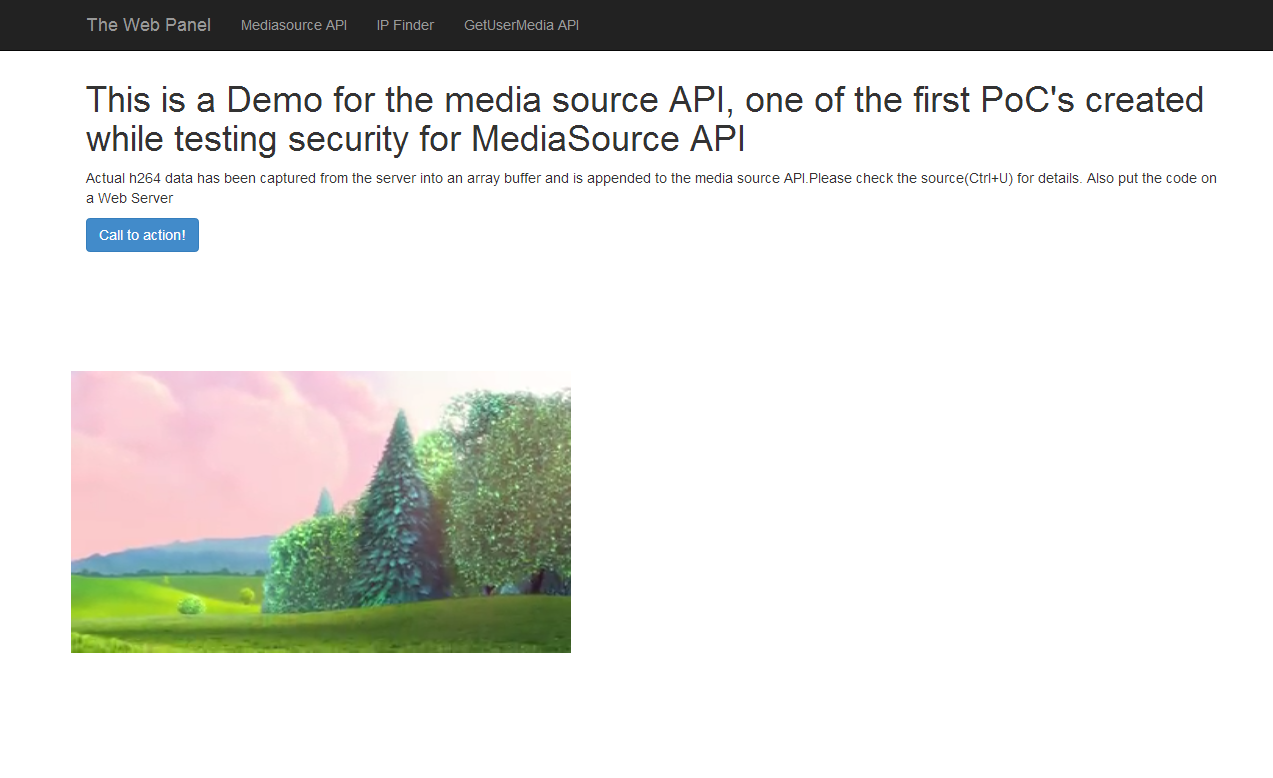 The Web Panel Mediasource API IP Finder GetUserMedia API
This is a Demo for the media source API, one of the first PoC's created
while testing security for MediaSource API
Actual h264 data has been captured from the server into an array buffer and is appended to the media source API.Please check the source(Ctrl+U) for details. Also put the code on
a Web Server
Call to action!